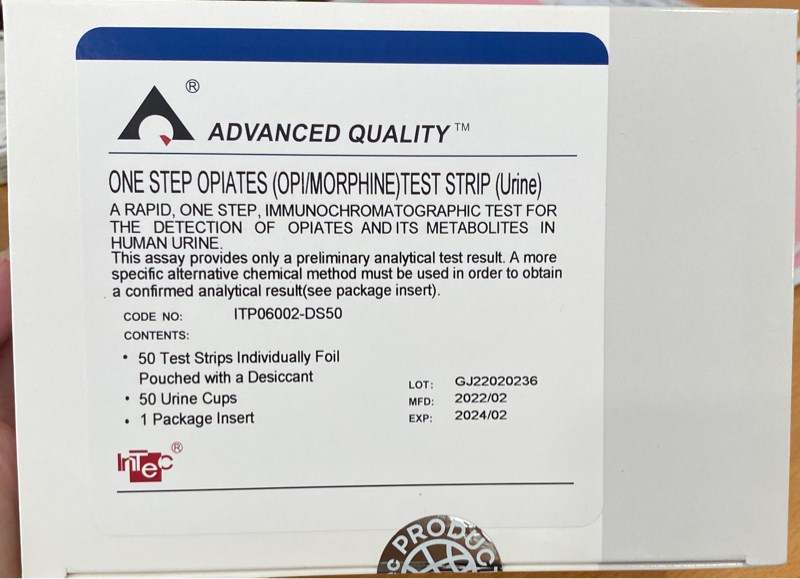 ®
ADVANCED QUALITY™
ONE STEP OPIATES (OPI/MORPHINE)TEST STRIP (Urine)
A RAPID, ONE STEP, IMMUNOCHROMATOGRAPHIC TEST FOR
THE DETECTION OF OPIATES AND ITS METABOLITES IN
HUMAN URINE.
This assay provides only a preliminary analytical test result. A more
specific alternative chemical method must be used in order to obtain
a confirmed analytical result(see package insert).
CODE NO: ITP06002-DS50
CONTENTS:
• 50 Test Strips Individually Foil
Pouched with a Desiccant
• 50 Urine Cups
• 1 Package Insert
LOT: GJ22020236
MFD: 2022/02
EXP: 2024/02
InTec®
PRODUC